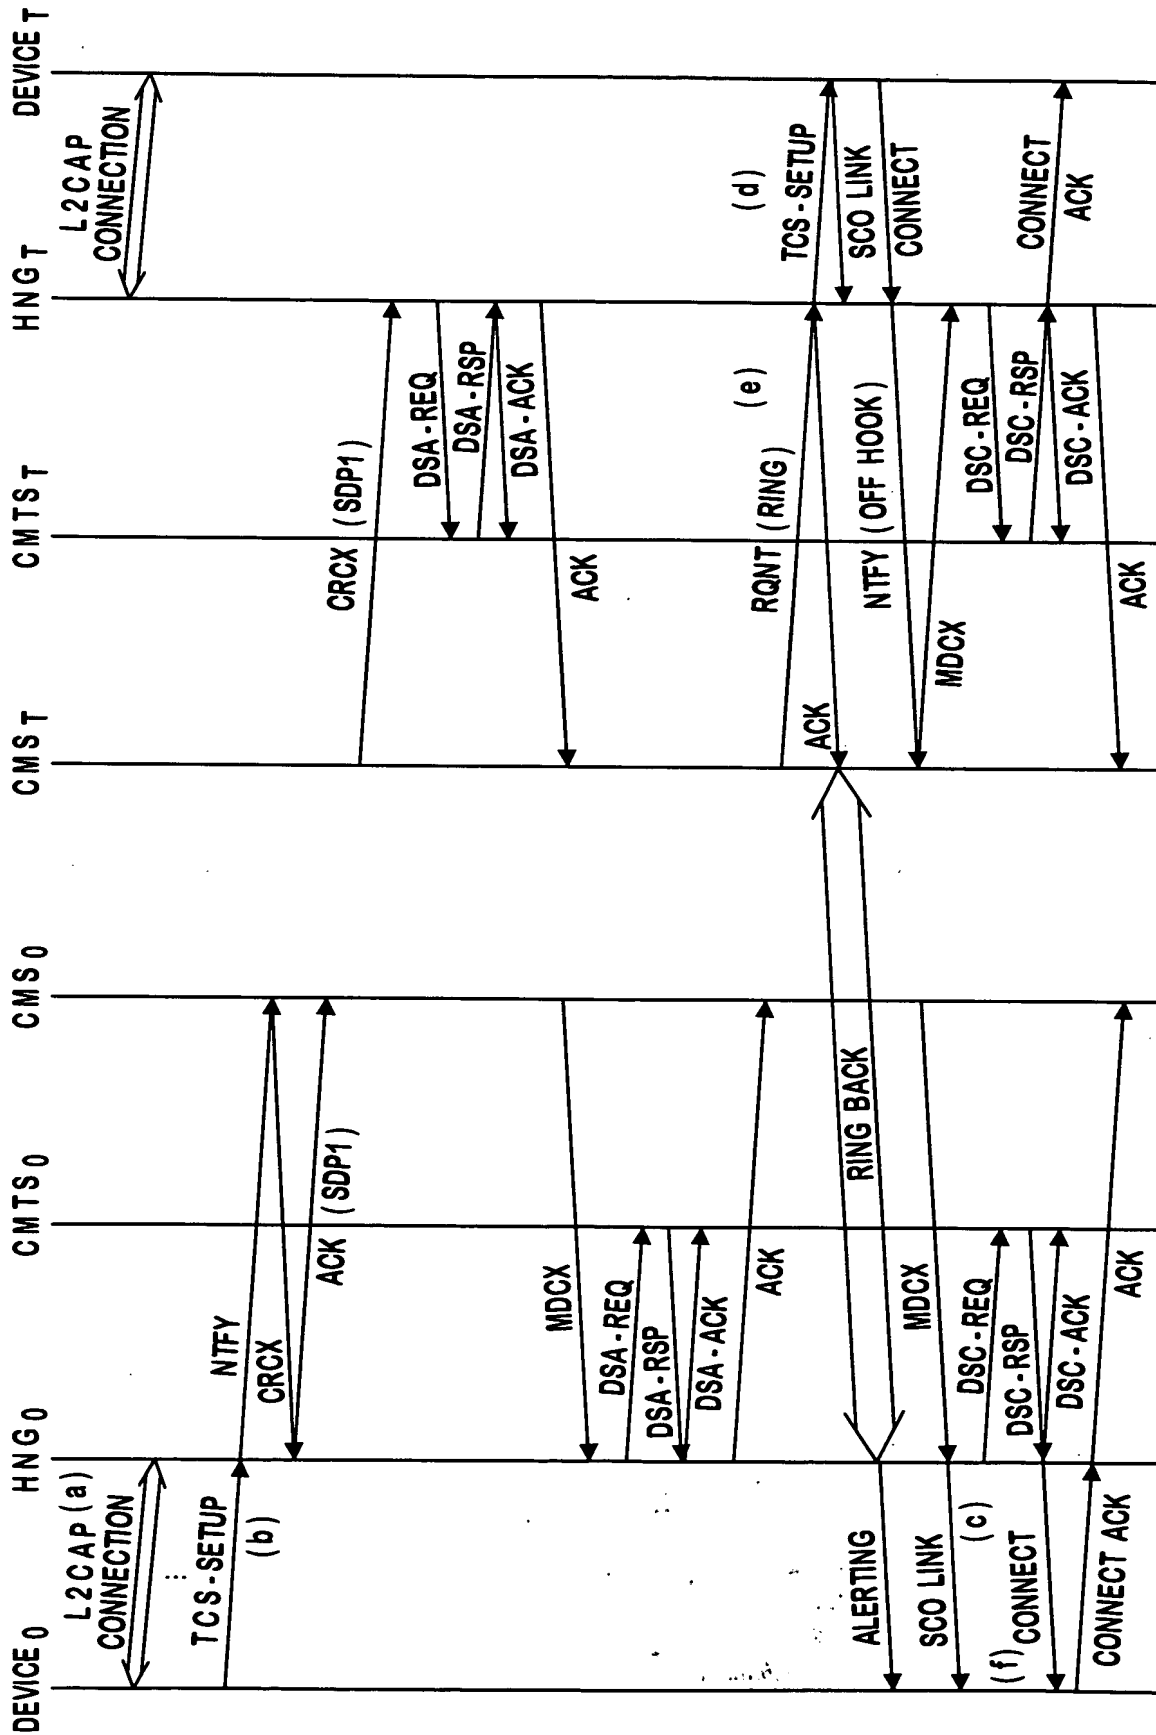 DEVICE O
HNG O
CMTS O
CMS O
CMS T
CMTS T
HNG T
DEVICE T
L2CAP (a)
CONNECTION
L2CAP
CONNECTION
TCS-SETUP
(b)
NTFY
CRCX
ACK (SDP1)
CRCX (SDP1)
DSA-REQ
DSA-RSP
DSA-ACK
ACK
MDCX
DSA-REQ
DSA-RSP
DSA-ACK
ACK
RQNT (RING)
(e)
(d)
TCS-SETUP
ACK
SCO LINK
RING BACK
ALERTING
NTFY (OFF HOOK)
CONNECT
MDCX
SCO LINK
(c)
MDCX
DSC-REQ
DSC-RSP
DSC-ACK
DSC-REQ
DSC-RSP
DSC-ACK
(f)
CONNECT
CONNECT
ACK
CONNECT ACK
ACK
ACK